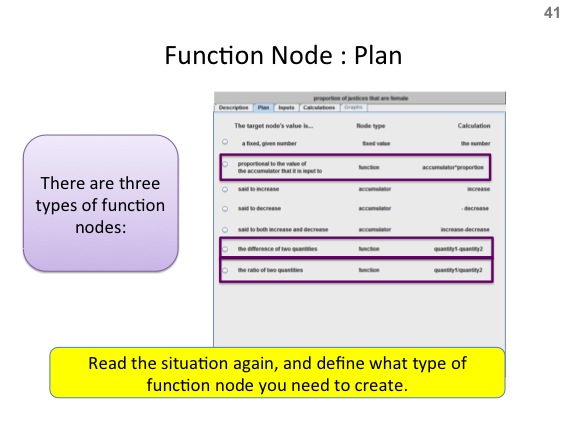 41
Function Node : Plan
There are three
types of function
nodes:
proportion of justices that are female
Description Plan Inputs Calculations Graphs
The target node's value is... Node type Calculation
a fixed, given number fixed value the number
proportional to the value of
the accumulator that it is input to function accumulator*proportion
said to increase accumulator increase
said to decrease accumulator - decrease
said to both increase and decrease accumulator increase-decrease
the difference of two quantities function quantity1-quantity2
the ratio of two quantities function quantity1/quantity2
Read the situation again, and define what type of
function node you need to create.